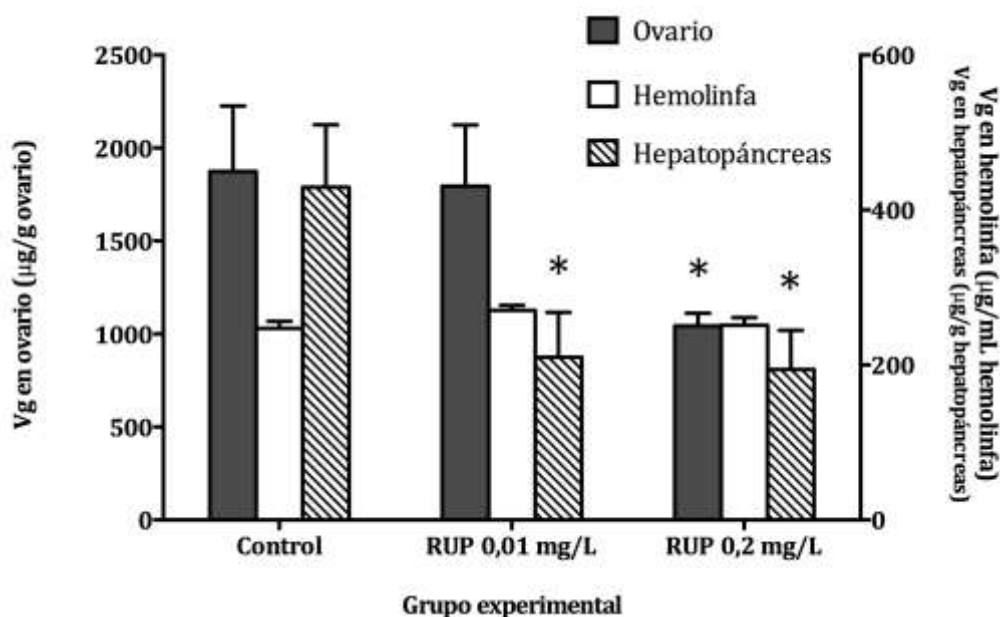 Ovario
Hemolinfa
Hepatopáncreas
Vg en ovario (µg/g ovario)
2500
2000
1500
1000
500
0
600
400
200
0
Vg en hemolinfa (µg/mL hemolinfa)
Vg en hepatopáncreas (µg/g hepatopáncreas)
*
*
*
Control
RUP 0,01 mg/L
RUP 0,2 mg/L
Grupo experimental